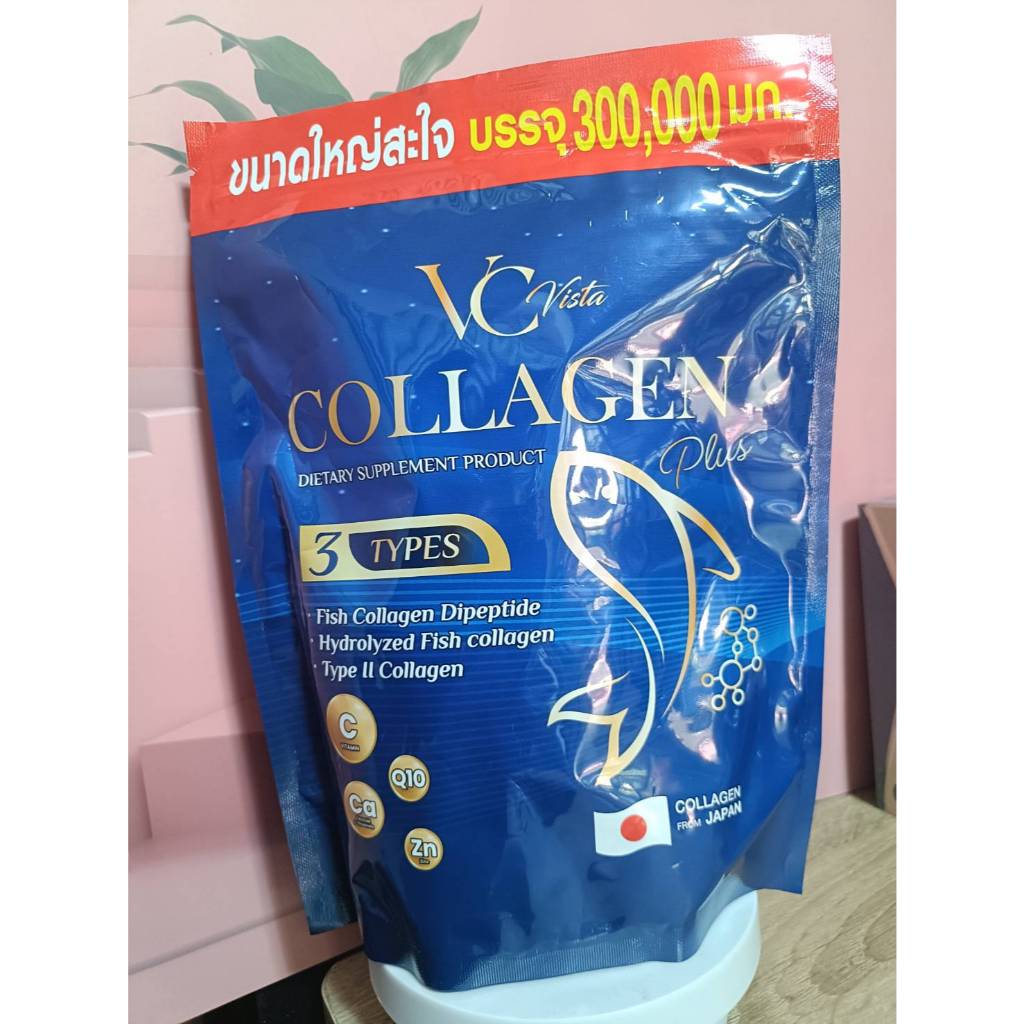 ขนาดใหญ่สะใจ บรรจุ 300,000 มก.
VC Vista
COLLAGEN
Plus
DIETARY SUPPLEMENT PRODUCT
3 TYPES
· Fish Collagen Dipeptide
· Hydrolyzed Fish collagen
· Type II Collagen
C
VITAMIN
Q10
Ca
Zn
COLLAGEN
FROM JAPAN